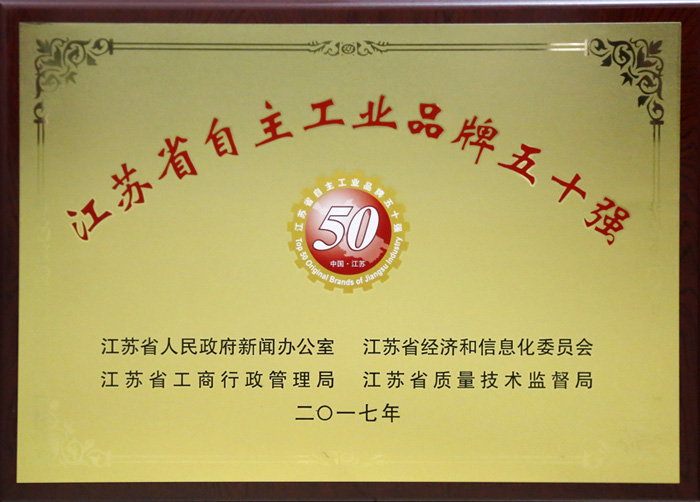 江苏省自主工业品牌五十强
江苏省自主工业品牌五十强
50
中国·江苏
Top 50 Original Brands of Jiangsu Industry
江苏省人民政府新闻办公室 江苏省经济和信息化委员会
江苏省工商行政管理局 江苏省质量技术监督局
二〇一七年